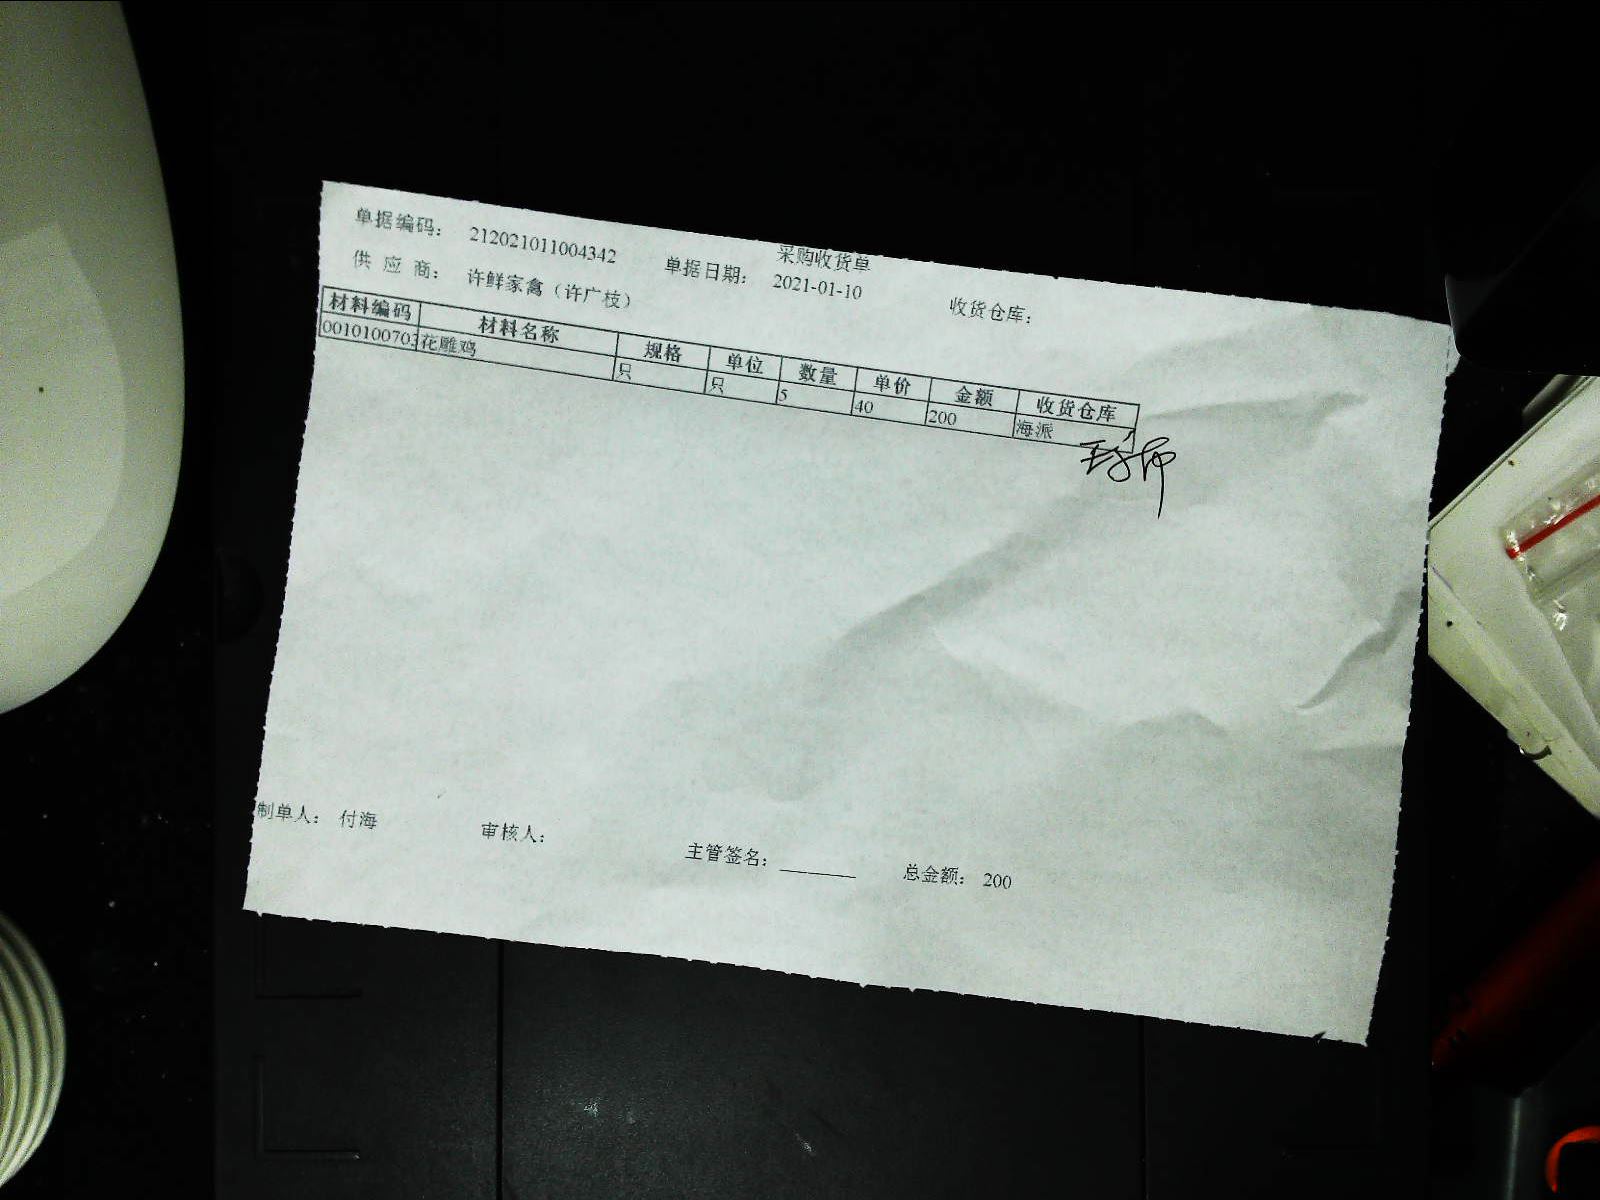 采购收货单
单据编码： 212021011004342 单据日期： 2021-01-10 收货仓库：
供 应 商： 许鲜家禽（许广枝）
材料编码 材料名称 规格 单位 数量 单价 金额 收货仓库
0010100703 花雕鸡 只 只 5 40 200 海派
制单人： 付海 审核人： 主管签名： 总金额： 200